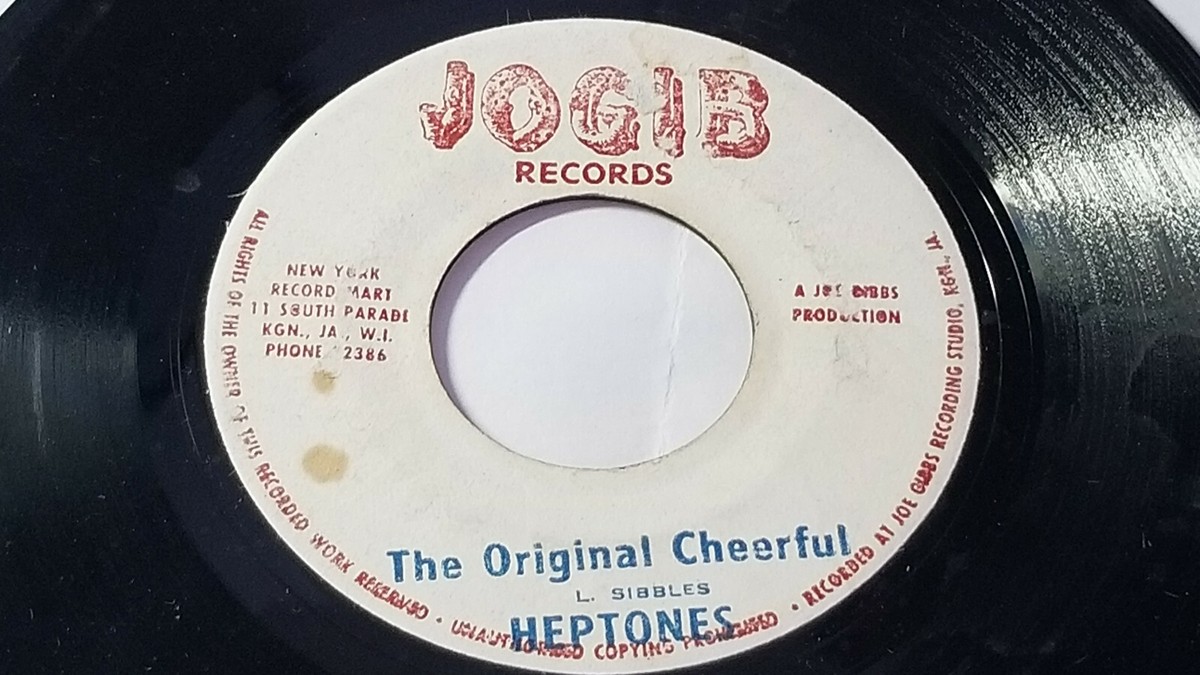 JOGIB
RECORDS
NEW YORK
RECORD MART
11 SOUTH PARADE
KGN., JA., W.I.
PHONE 2386
A JOE GIBBS
PRODUCTION
The Original Cheerful
L. SIBBLES
HEPTONES
ALL RIGHTS OF THE OWNER OF THIS RECORDED WORK RESERVED • UNAUTHORISED COPYING PROHIBITED • RECORDED AT JOE GIBBS RECORDING STUDIO, KGN., JA.